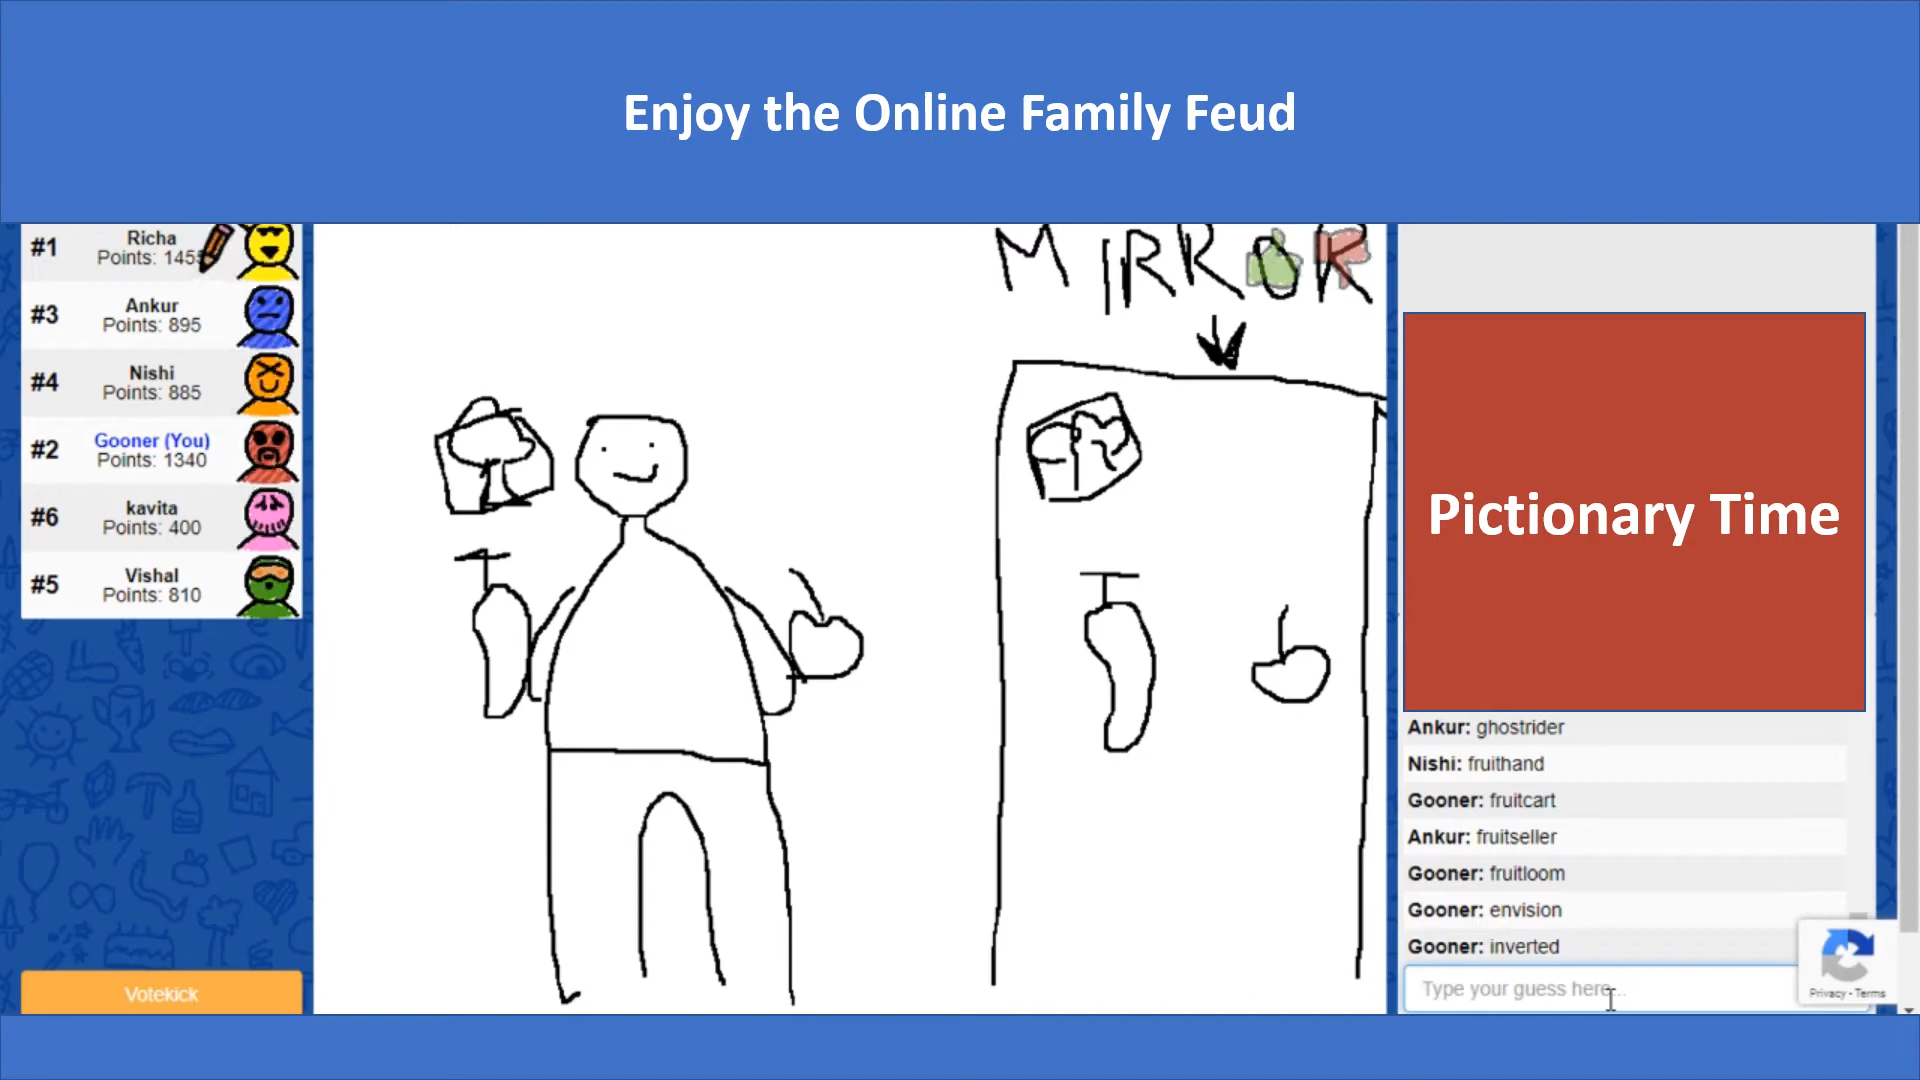 Enjoy the Online Family Feud
#1
Richa
Points: 1455
#3
Ankur
Points: 895
#4
Nishi
Points: 885
#2
Gooner (You)
Points: 1340
#6
kavita
Points: 400
#5
Vishal
Points: 810
Votekick
MIRROR
Pictionary Time
Ankur: ghostrider
Nishi: fruithand
Gooner: fruitcart
Ankur: fruitseller
Gooner: fruitloom
Gooner: envision
Gooner: inverted
Type your guess here...
Privacy - Terms